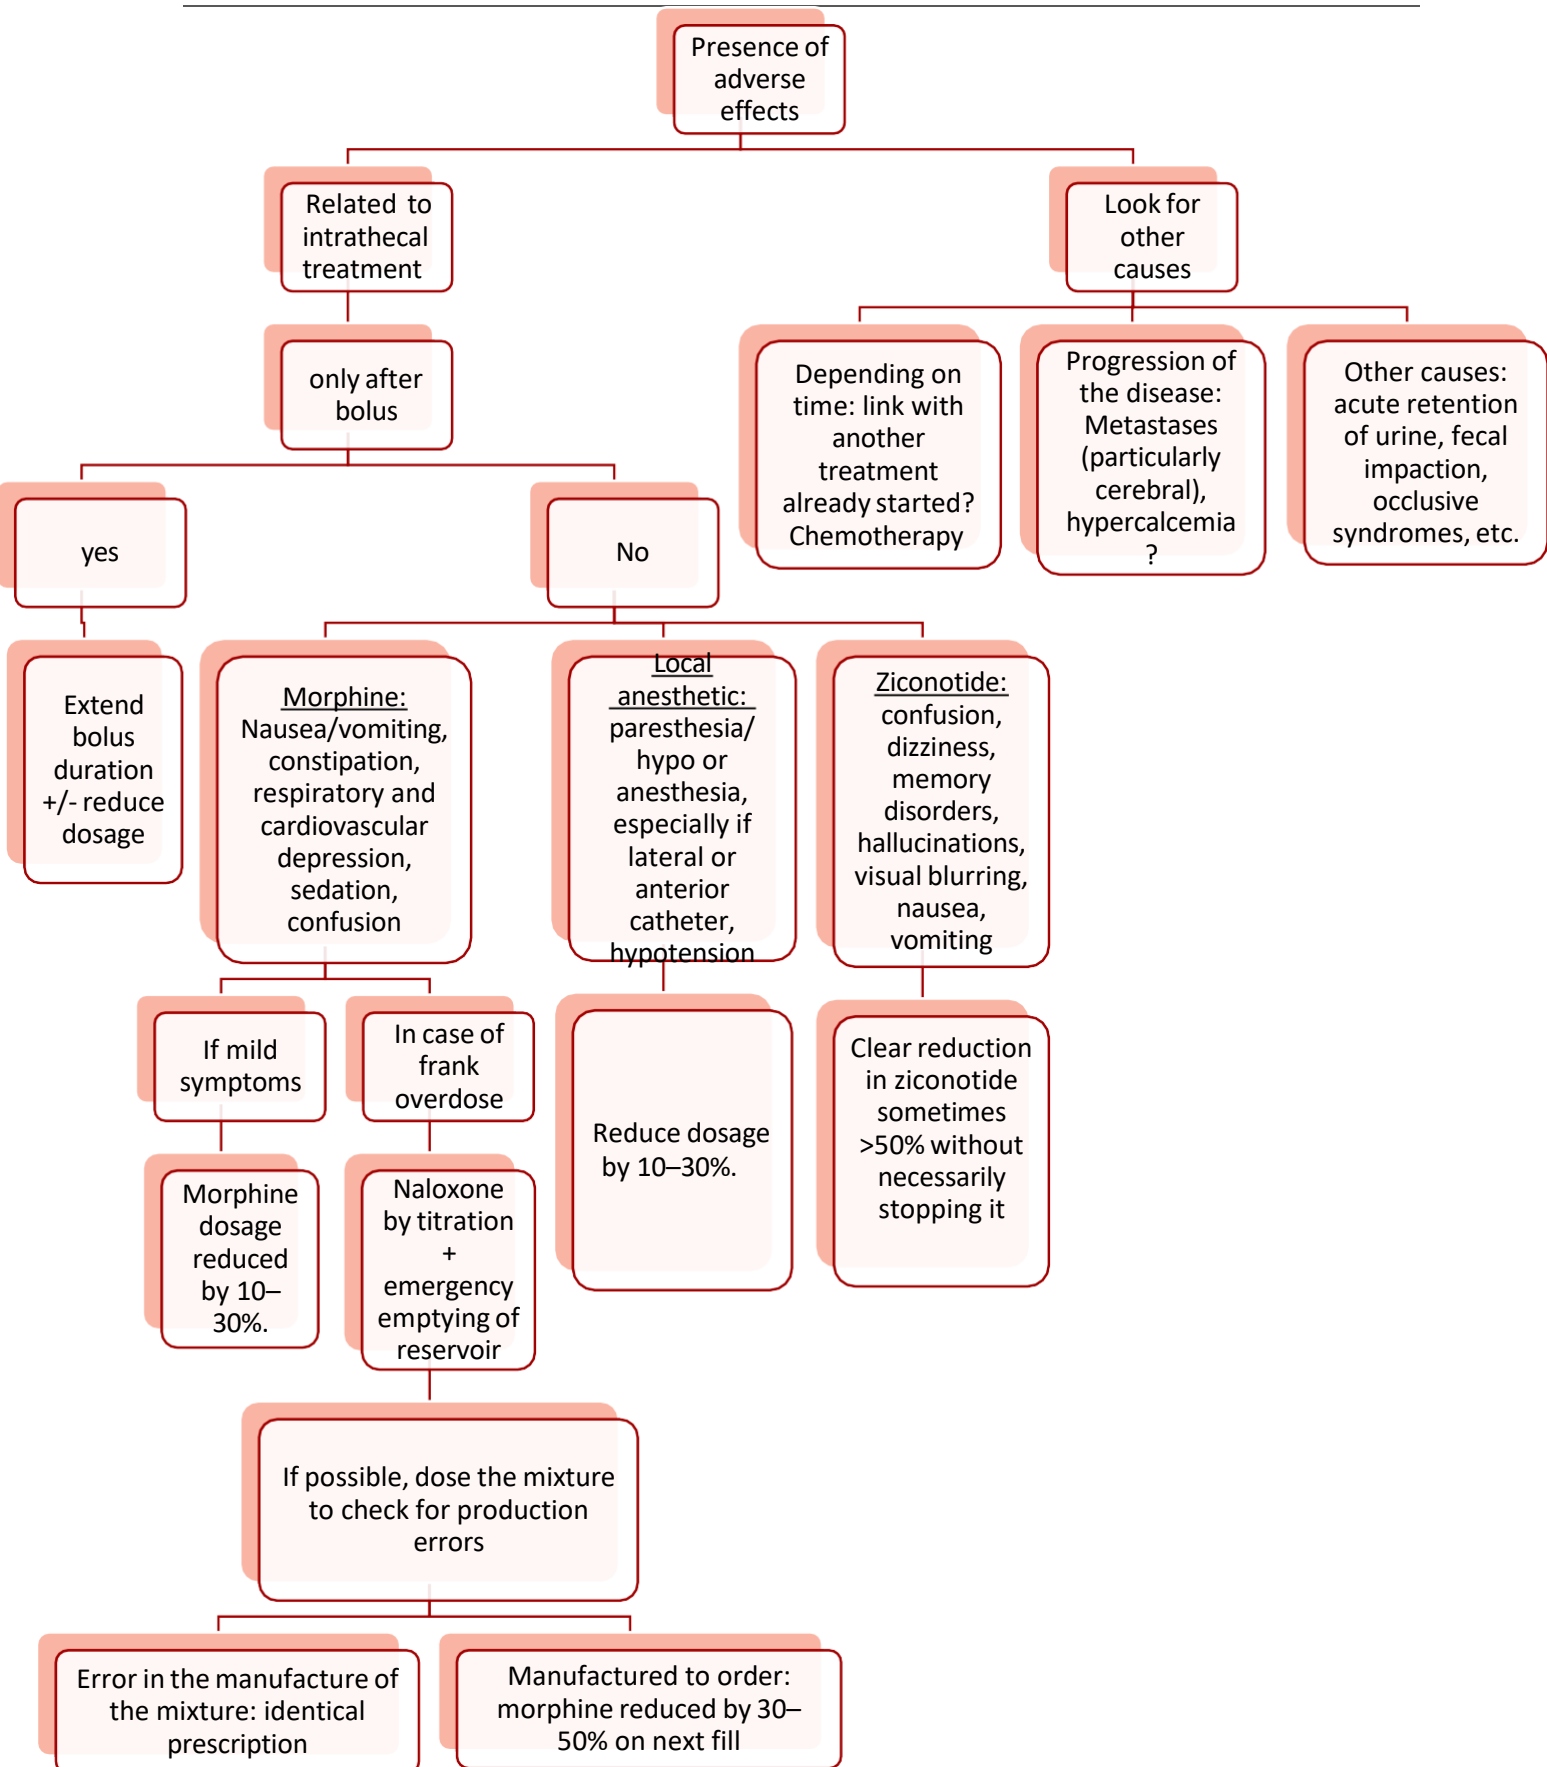 Presence of
adverse
effects
Related to
intrathecal
treatment
Look for
other
causes
only after
bolus
Depending on
time: link with
another
treatment
already started?
Chemotherapy
Progression of
the disease:
Metastases
(particularly
cerebral),
hypercalcemia
?
Other causes:
acute retention
of urine, fecal
impaction,
occlusive
syndromes, etc.
yes
No
Extend
bolus
duration
+/- reduce
dosage
Morphine:
Nausea/vomiting,
constipation,
respiratory and
cardiovascular
depression,
sedation,
confusion
Local
anesthetic:
paresthesia/
hypo or
anesthesia,
especially if
lateral or
anterior
catheter,
hypotension
Ziconotide:
confusion,
dizziness,
memory
disorders,
hallucinations,
visual blurring,
nausea,
vomiting
If mild
symptoms
In case of
frank
overdose
Reduce dosage
by 10–30%.
Clear reduction
in ziconotide
sometimes
>50% without
necessarily
stopping it
Morphine
dosage
reduced
by 10–
30%.
Naloxone
by titration
+
emergency
emptying of
reservoir
If possible, dose the mixture
to check for production
errors
Error in the manufacture of
the mixture: identical
prescription
Manufactured to order:
morphine reduced by 30–
50% on next fill